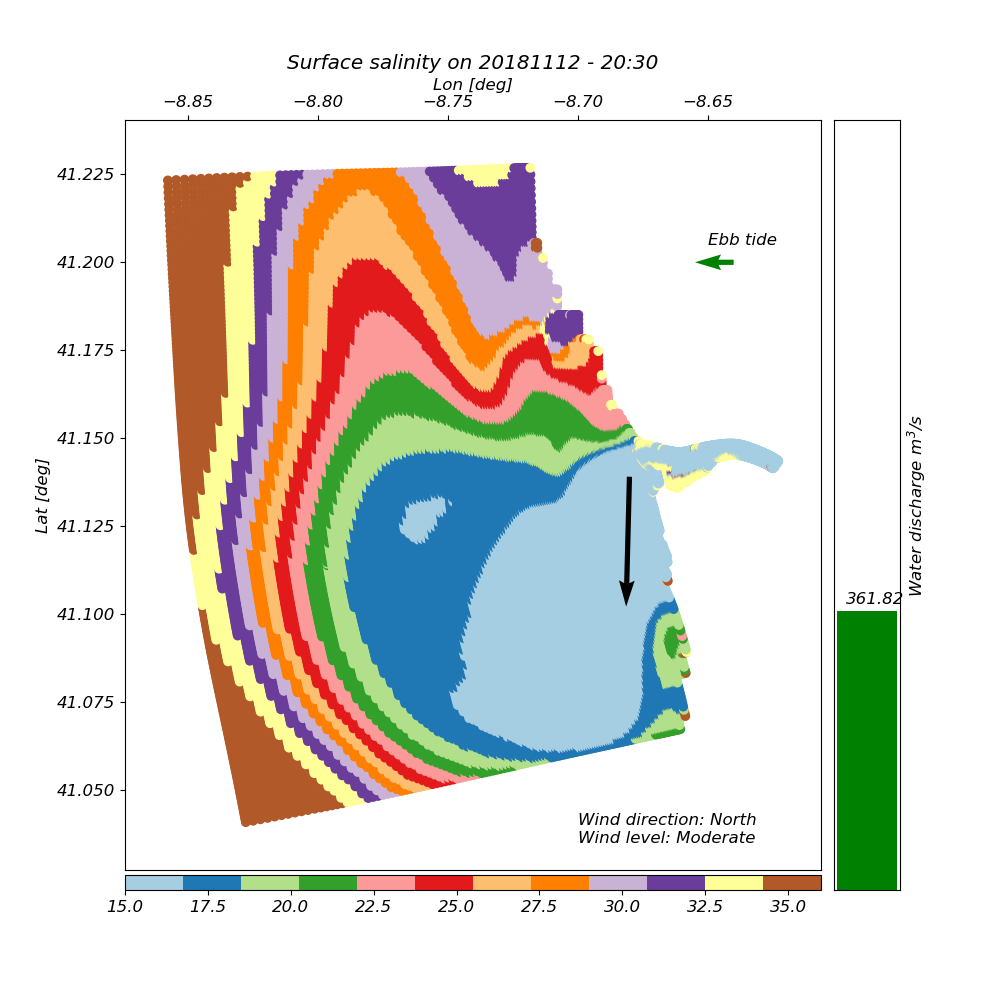 Surface salinity on 20181112 - 20:30
Lon [deg]
−8.85 −8.80 −8.75 −8.70 −8.65
41.225
Ebb tide
41.200
41.175
41.150
41.125
41.100
41.075
41.050
Lat [deg]
Water discharge m³/s
361.82
Wind direction: North
Wind level: Moderate
15.0 17.5 20.0 22.5 25.0 27.5 30.0 32.5 35.0